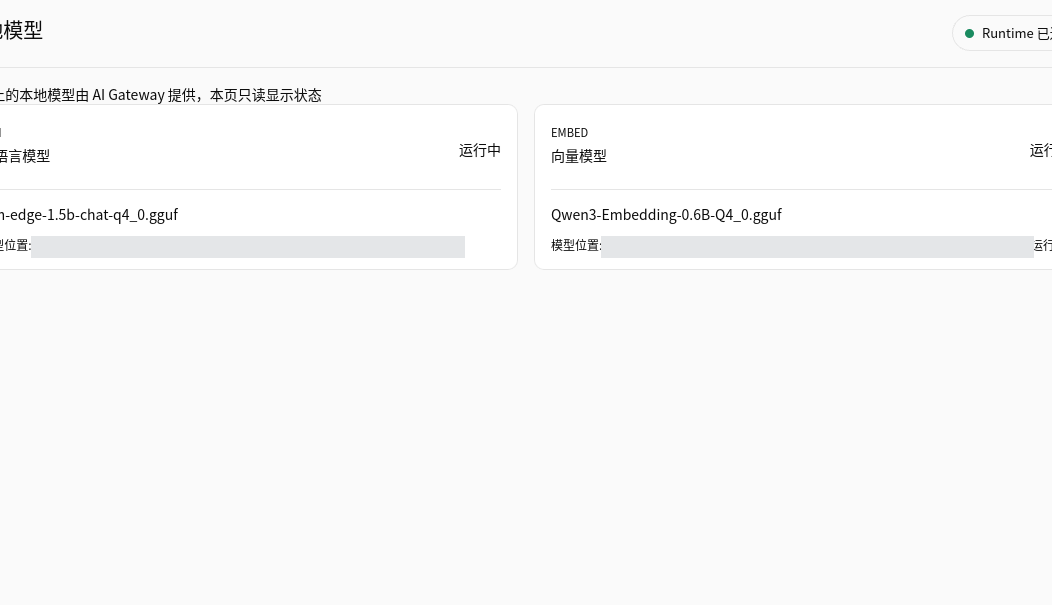 模型
Runtime 已
的本地模型由 AI Gateway 提供，本页只读显示状态
语言模型
运行中
-edge-1.5b-chat-q4_0.gguf
位置:
EMBED
向量模型
运行
Qwen3-Embedding-0.6B-Q4_0.gguf
模型位置:
运行